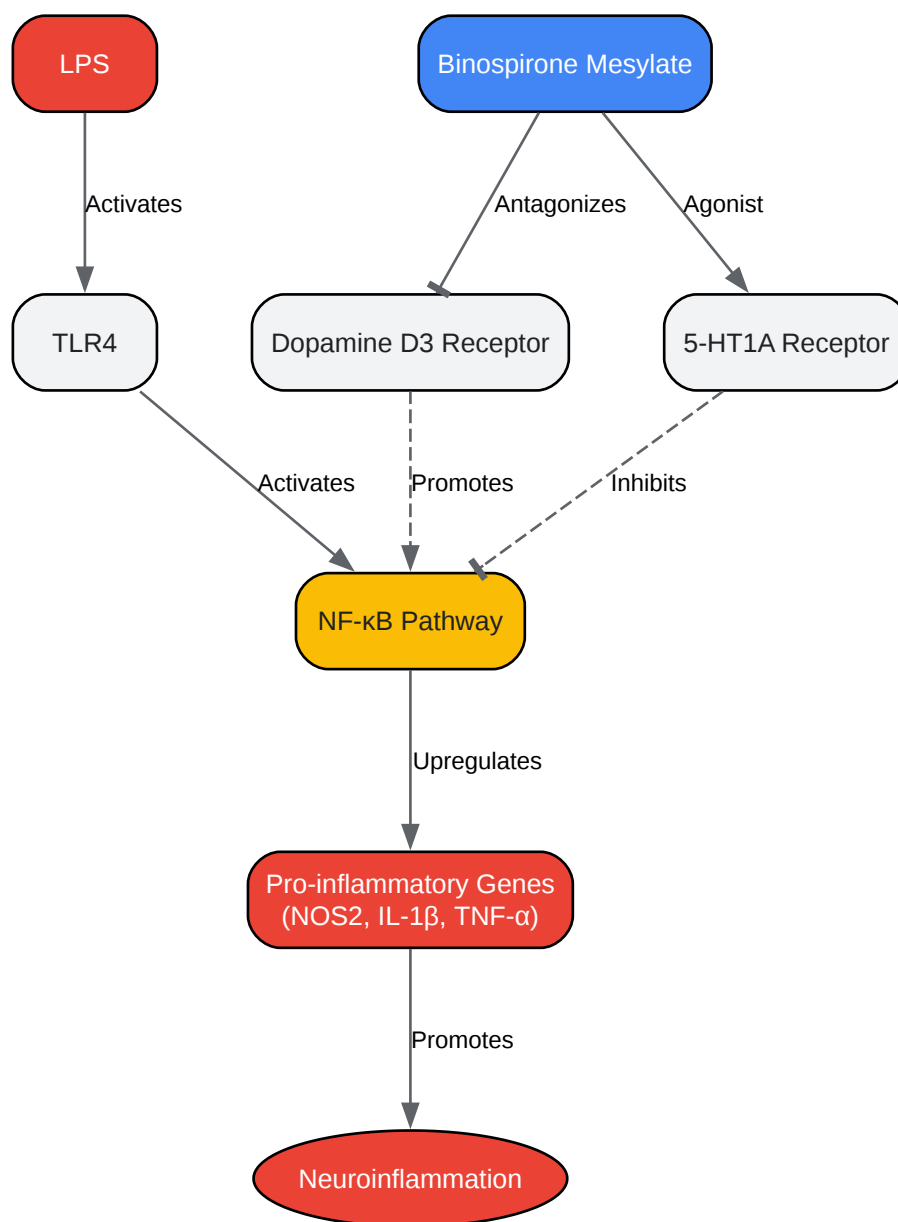 LPS
Binospirone Mesylate
Activates
Antagonizes
Agonist
TLR4
Dopamine D3 Receptor
5-HT1A Receptor
Activates
Promotes
Inhibits
NF-κB Pathway
Upregulates
Pro-inflammatory Genes
(NOS2, IL-1β, TNF-α)
Promotes
Neuroinflammation